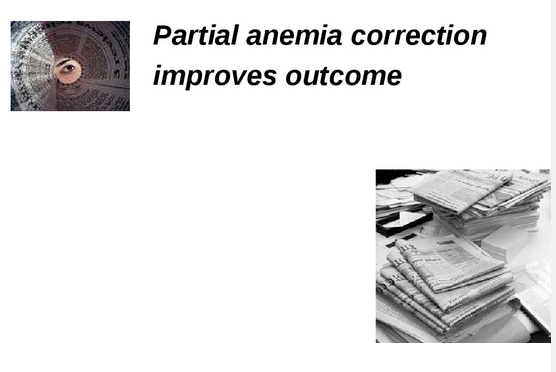 Partial anemia correction
improves outcome